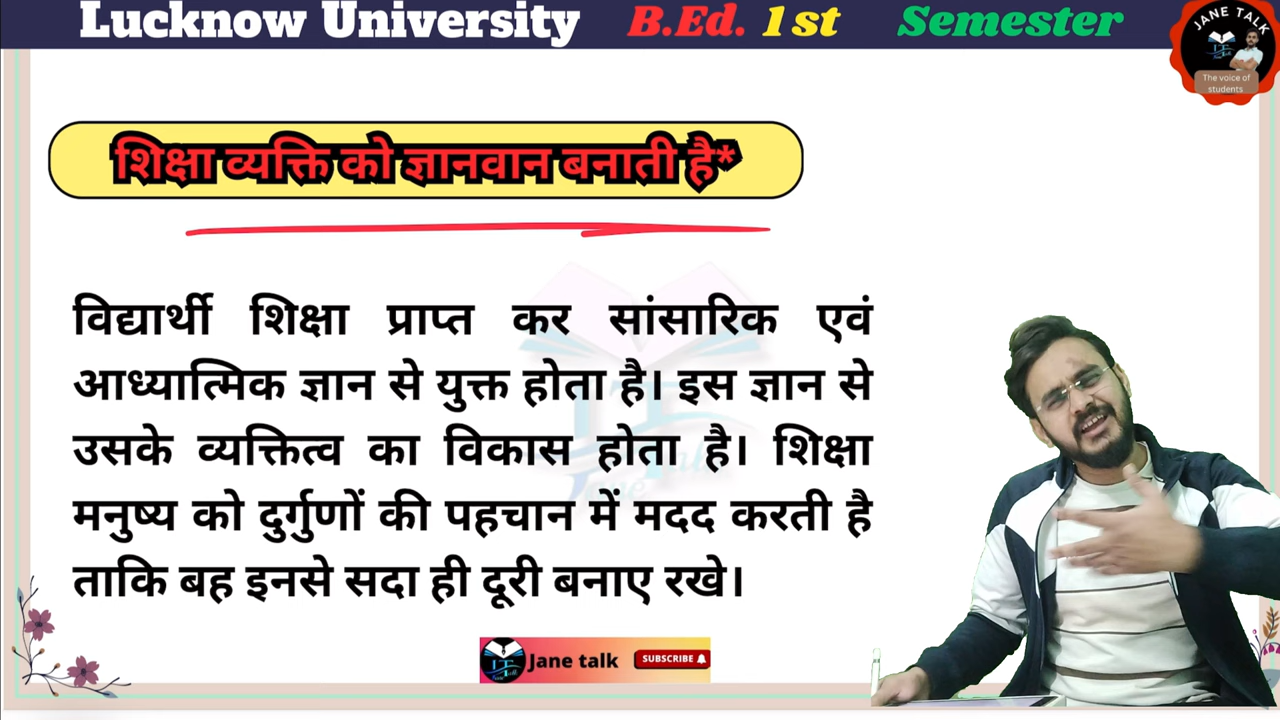 Lucknow University B.Ed. 1st Semester
JANE TALK
The voice of
students
शिक्षा व्यक्ति को ज्ञानवान बनाती है*
विद्यार्थी शिक्षा प्राप्त कर सांसारिक एवं
आध्यात्मिक ज्ञान से युक्त होता है। इस ज्ञान से
उसके व्यक्तित्व का विकास होता है। शिक्षा
मनुष्य को दुर्गुणों की पहचान में मदद करती है
ताकि बह इनसे सदा ही दूरी बनाए रखे।
Jane talk SUBSCRIBE